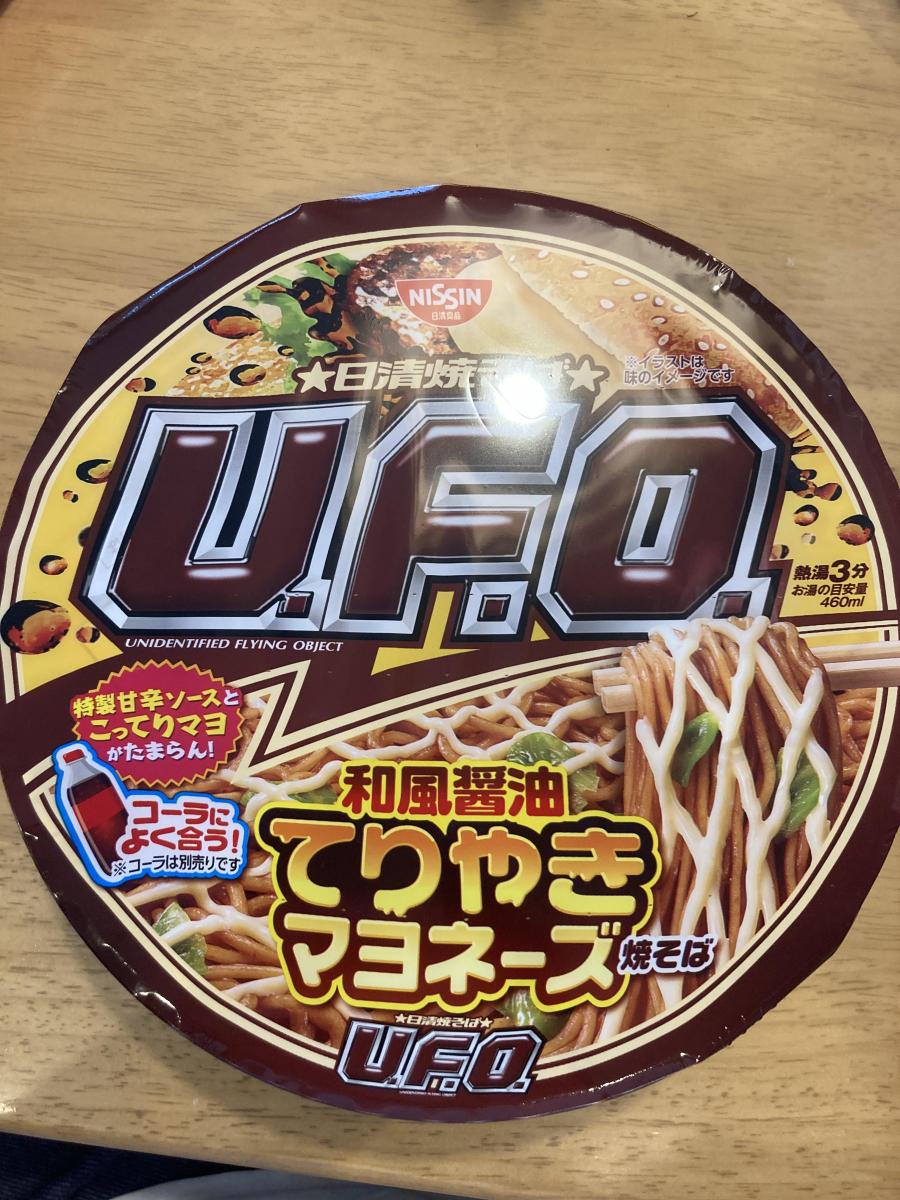 NISSIN
日清食品
★日清焼そば★
※イラストは
味のイメージです
U.F.O.
UNIDENTIFIED FLYING OBJECT
熱湯3分
お湯の目安量
460ml
特製甘辛ソースと
こってりマヨ
がたまらん!
コーラに
よく合う!
※コーラは別売りです
和風醤油
てりやき
マヨネーズ
焼そば
★日清焼そば★
U.F.O.
UNIDENTIFIED FLYING OBJECT